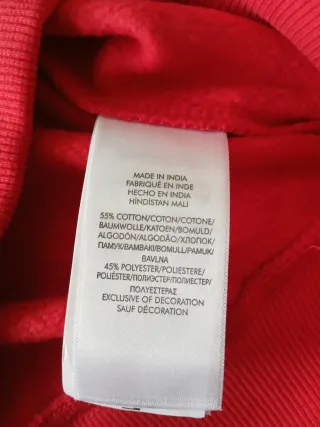 MADE IN INDIA
FABRIQUÉ EN INDE
HECHO EN INDIA
HİNDİSTAN MALI
55% COTTON/COTON/COTONE/
BAUMWOLLE/KATOEN/BOMULD/
ALGODÓN/ALGODÃO/ХЛОПОК/
ПАМУК/BAMBAKI/BOMULL/PAMUK/
BAVLNA
45% POLYESTER/POLIESTERE/
POLIÉSTER/ПОЛИЭСТЕР/ПОЛИЕСТЕР/
ΠΟΛΥΕΣΤΕΡΑΣ
EXCLUSIVE OF DECORATION
SAUF DÉCORATION